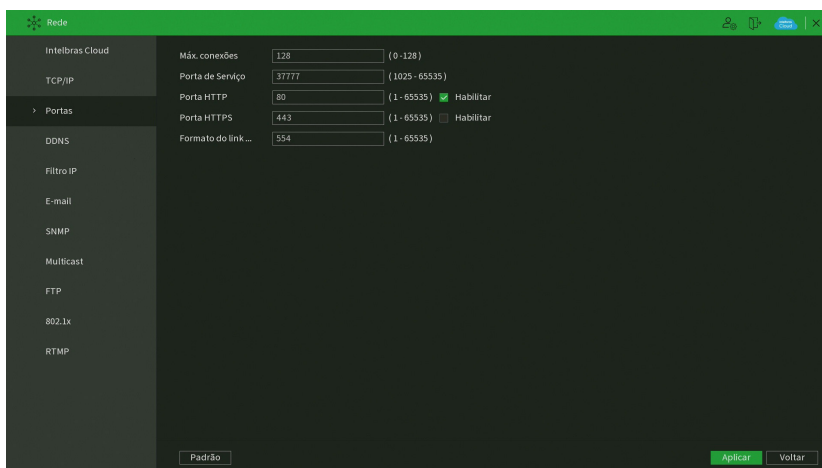 Rede
Cloud
Intelbras Cloud
TCP/IP
Portas
DDNS
Filtro IP
E-mail
SNMP
Multicast
FTP
802.1x
RTMP
Máx. conexões 128 ( 0 -128 )
Porta de Serviço 37777 ( 1025 - 65535 )
Porta HTTP 80 ( 1 - 65535 ) Habilitar
Porta HTTPS 443 ( 1 - 65535 ) Habilitar
Formato do link ... 554 ( 1 - 65535 )
Padrão Aplicar Voltar